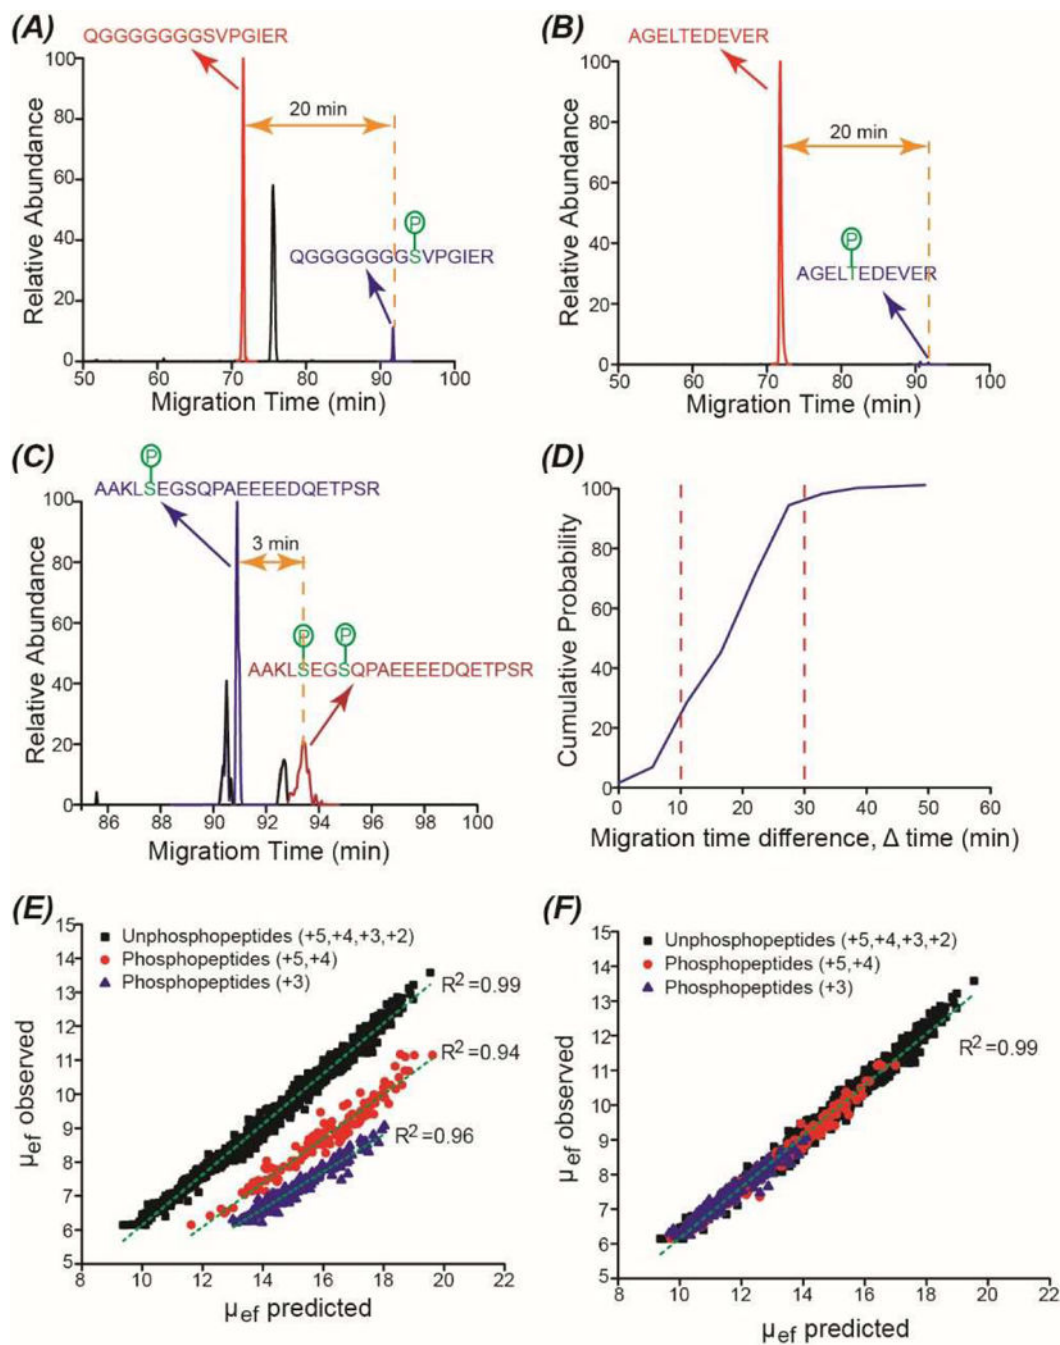 (A)
QGGGGGGGGSVPGIER
100
80
60
40
20
0
Relative Abundance
20 min
P
QGGGGGGGGSVPGIER
50 60 70 80 90 100
Migration Time (min)
(B)
AGELTEDEVER
100
80
60
40
20
0
Relative Abundance
20 min
P
AGELTEDEVER
50 60 70 80 90 100
Migration Time (min)
(C)
P
AAKLSEGSQPAEEEEDQETPSR
100
80
60
40
20
0
Relative Abundance
3 min
P P
AAKLSEGSQPAEEEEDQETPSR
86 88 90 92 94 96 98 100
Migratiom Time (min)
(D)
100
80
60
40
20
0
Cumulative Probability
0 10 20 30 40 50 60
Migration time difference, Δ time (min)
(E)
15
14
13
12
11
10
9
8
7
6
5
μef observed
Unphosphopeptides (+5,+4,+3,+2)
Phosphopeptides (+5,+4)
Phosphopeptides (+3)
R2=0.99
R2=0.94
R2=0.96
8 10 12 14 16 18 20 22
μef predicted
(F)
15
14
13
12
11
10
9
8
7
6
5
μef observed
Unphosphopeptides (+5,+4,+3,+2)
Phosphopeptides (+5,+4)
Phosphopeptides (+3)
R2=0.99
8 10 12 14 16 18 20 22
μef predicted